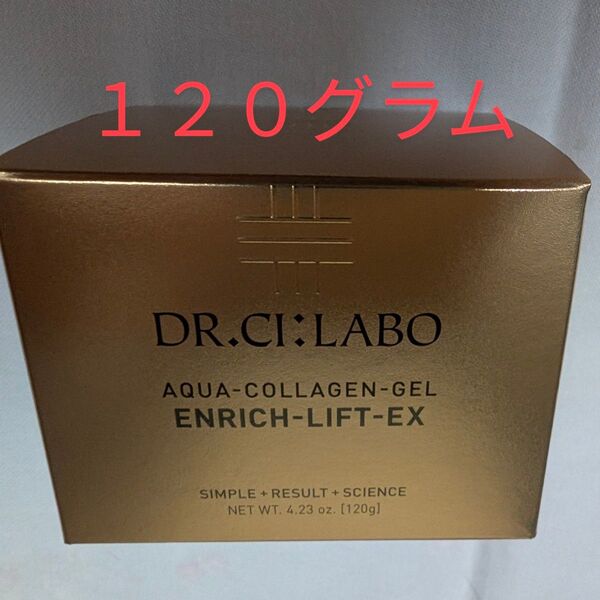 １２０グラム
DR.CI:LABO
AQUA-COLLAGEN-GEL
ENRICH-LIFT-EX
SIMPLE + RESULT + SCIENCE
NET WT. 4.23 oz. [120g]